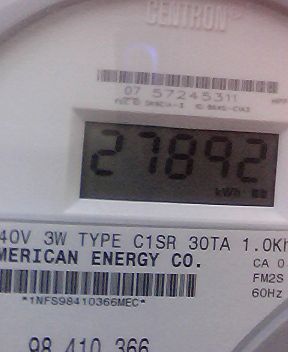 CENTRON®
07 57245311
27892
kWh
40V 3W TYPE C1SR 30TA 1.0Kh
MERICAN ENERGY CO.
CA 0
FM2S
60Hz
*1NFS98410366MEC*
98 410 366